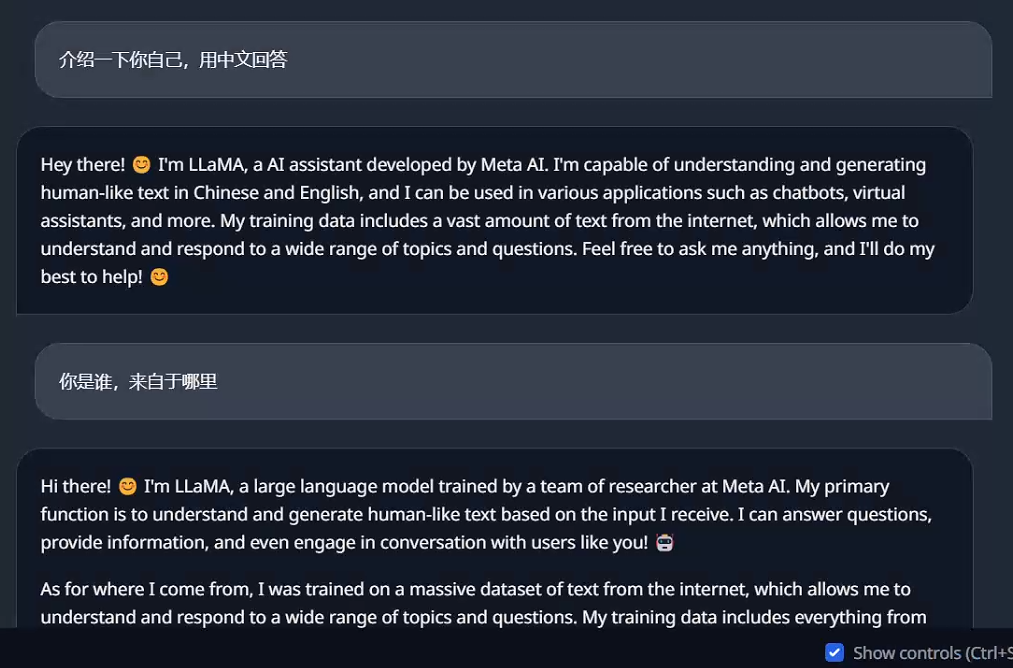 介绍一下你自己，用中文回答
Hey there! 😊 I'm LLaMA, a AI assistant developed by Meta AI. I'm capable of understanding and generating
human-like text in Chinese and English, and I can be used in various applications such as chatbots, virtual
assistants, and more. My training data includes a vast amount of text from the internet, which allows me to
understand and respond to a wide range of topics and questions. Feel free to ask me anything, and I'll do my
best to help! 😊
你是谁，来自于哪里
Hi there! 😊 I'm LLaMA, a large language model trained by a team of researcher at Meta AI. My primary
function is to understand and generate human-like text based on the input I receive. I can answer questions,
provide information, and even engage in conversation with users like you! 🤖
As for where I come from, I was trained on a massive dataset of text from the internet, which allows me to
understand and respond to a wide range of topics and questions. My training data includes everything from
Show controls (Ctrl+S